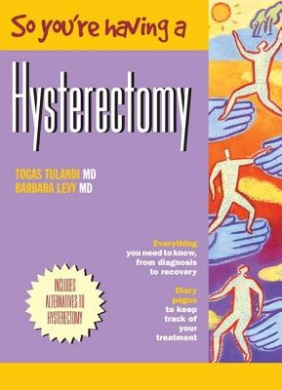 So you're having a
Hysterectomy
TOGAS TULANDI MD
BARBARA LEVY MD
Everything
you need to know,
from diagnosis
to recovery
Diary
pages
to keep
track of
your
treatment
INCLUDES
ALTERNATIVES TO
HYSTERECTOMY